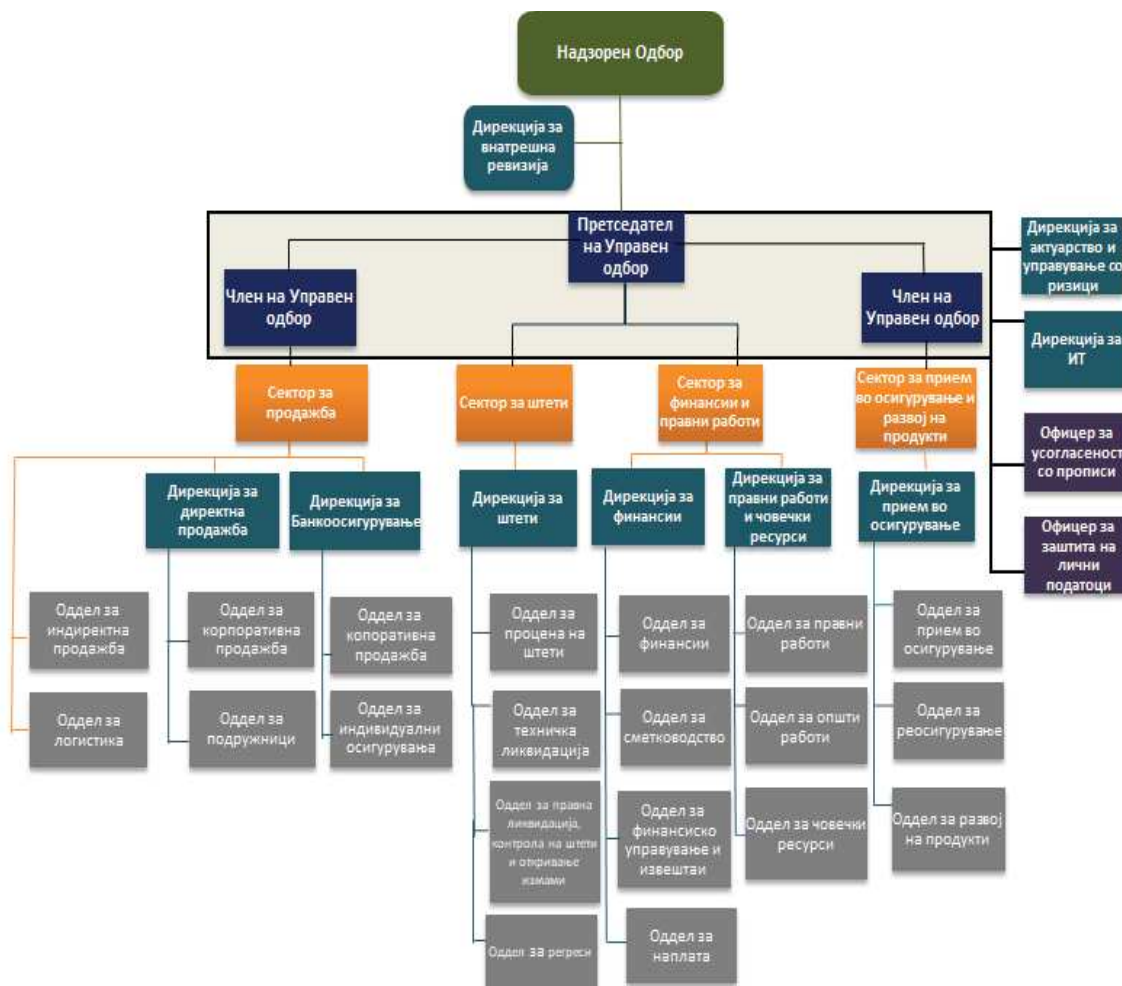 Надзорен Одбор
Дирекција за
внатрешна
ревизија
Претседател
на Управен
одбор
Член на Управен
одбор
Член на
Управен одбор
Дирекција за
актуарство и
управување со
ризици
Дирекција за
ИТ
Офицер за
усогласеност
со прописи
Офицер за
заштита на
лични
податоци
Сектор за
продажба
Сектор за штети
Сектор за
финансии и
правни работи
Сектор за прием
во осигурување и
развој на
продукти
Дирекција за
директна
продажба
Дирекција за
Банкоосигурување
Дирекција за
штети
Дирекција за
финансии
Дирекција за
правни работи
и човечки
ресурси
Дирекција за
прием во
осигурување
Оддел за
индиректна
продажба
Оддел за
логистика
Оддел за
корпоративна
продажба
Оддел за
подружници
Оддел за
копоративна
продажба
Оддел за
индивидуални
осигурувања
Оддел за
процена на
штети
Оддел за
техничка
ликвидација
Оддел за правна
ликвидација,
контрола на штети
и откривање
измами
Оддел за регреси
Оддел за
финансии
Оддел за
сметководство
Оддел за
финансиско
управување и
извештаи
Оддел за
наплата
Оддел за правни
работи
Оддел за општи
работи
Оддел за човечки
ресурси
Оддел за
прием во
осигурување
Оддел за
реосигурување
Оддел за развој
на продукти